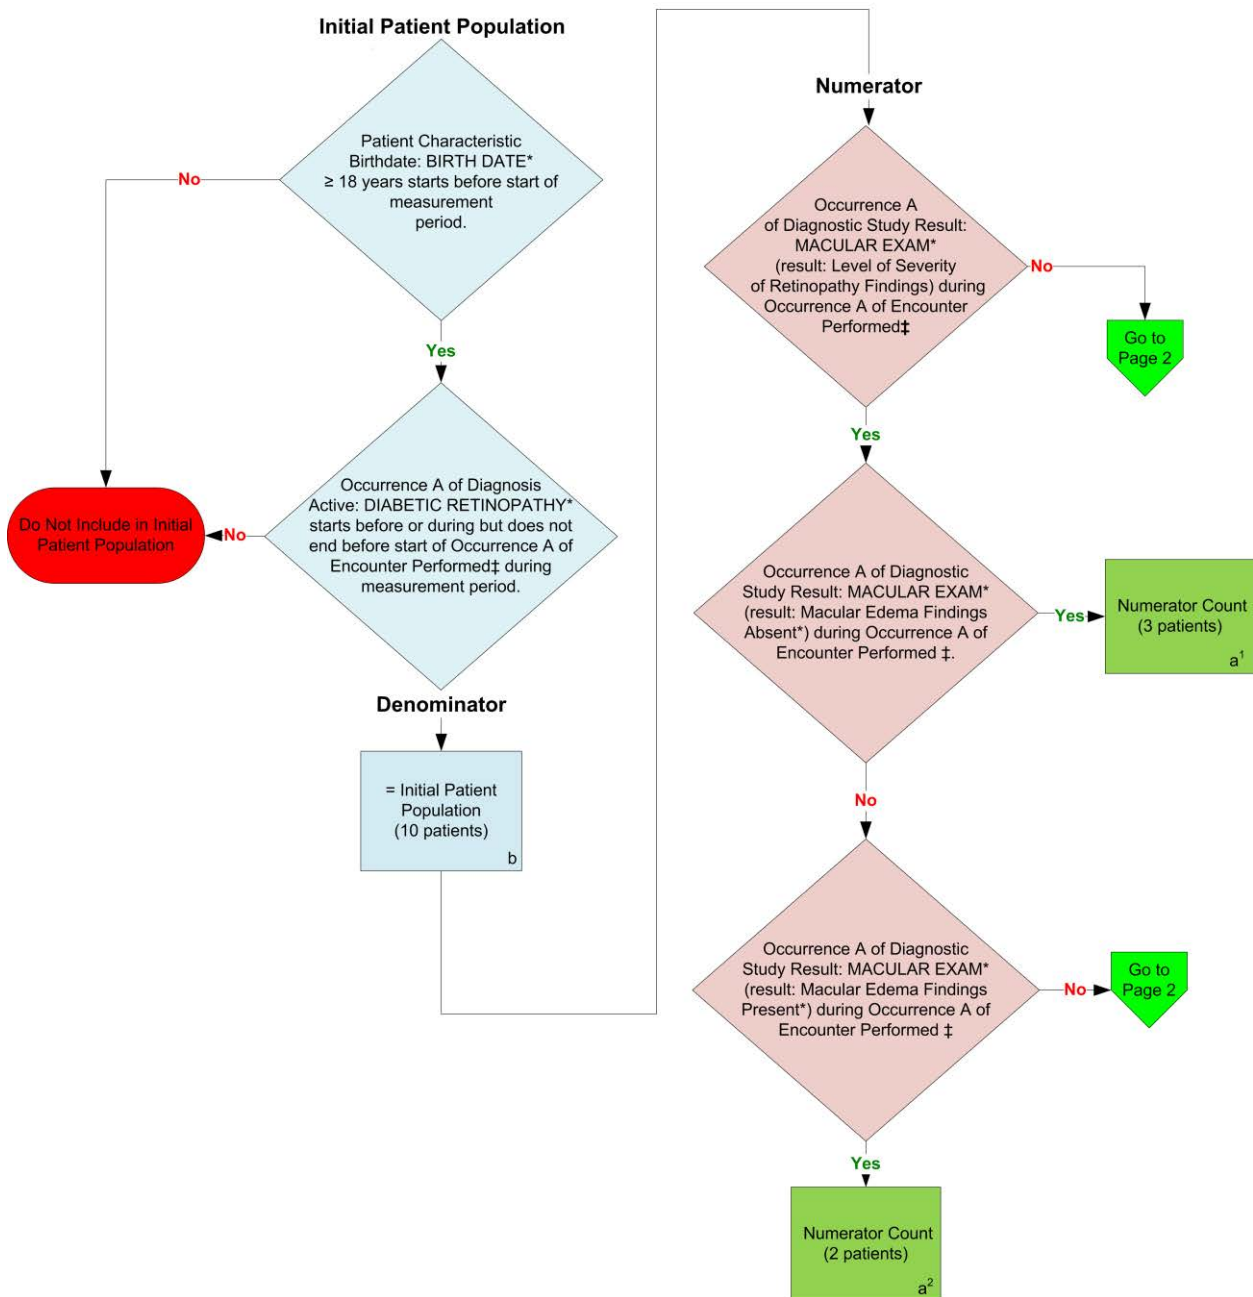 Initial Patient Population
Patient Characteristic
Birthdate: BIRTH DATE*
≥ 18 years starts before start of
measurement
period.
No
Yes
Occurrence A of Diagnosis
Active: DIABETIC RETINOPATHY*
starts before or during but does not
end before start of Occurrence A of
Encounter Performed‡ during
measurement period.
No
Do Not Include in Initial
Patient Population
Denominator
= Initial Patient
Population
(10 patients)
b
Numerator
Occurrence A
of Diagnostic Study Result:
MACULAR EXAM*
(result: Level of Severity
of Retinopathy Findings) during
Occurrence A of Encounter
Performed‡
No
Go to
Page 2
Yes
Occurrence A of Diagnostic
Study Result: MACULAR EXAM*
(result: Macular Edema Findings
Absent*) during Occurrence A of
Encounter Performed ‡.
Yes
Numerator Count
(3 patients)
a¹
No
Occurrence A of Diagnostic
Study Result: MACULAR EXAM*
(result: Macular Edema Findings
Present*) during Occurrence A of
Encounter Performed ‡
No
Go to
Page 2
Yes
Numerator Count
(2 patients)
a²